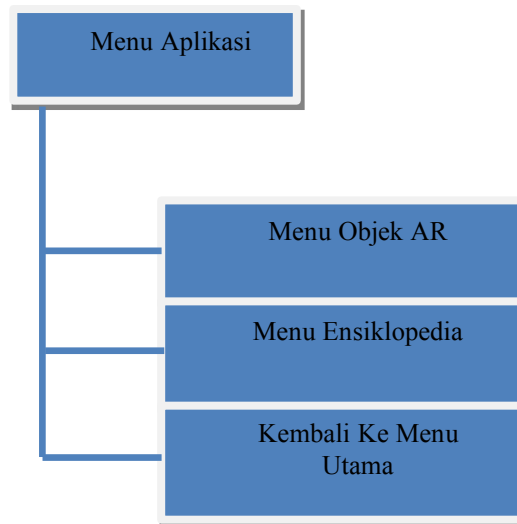 Menu Aplikasi
Menu Objek AR
Menu Ensiklopedia
Kembali Ke Menu
Utama